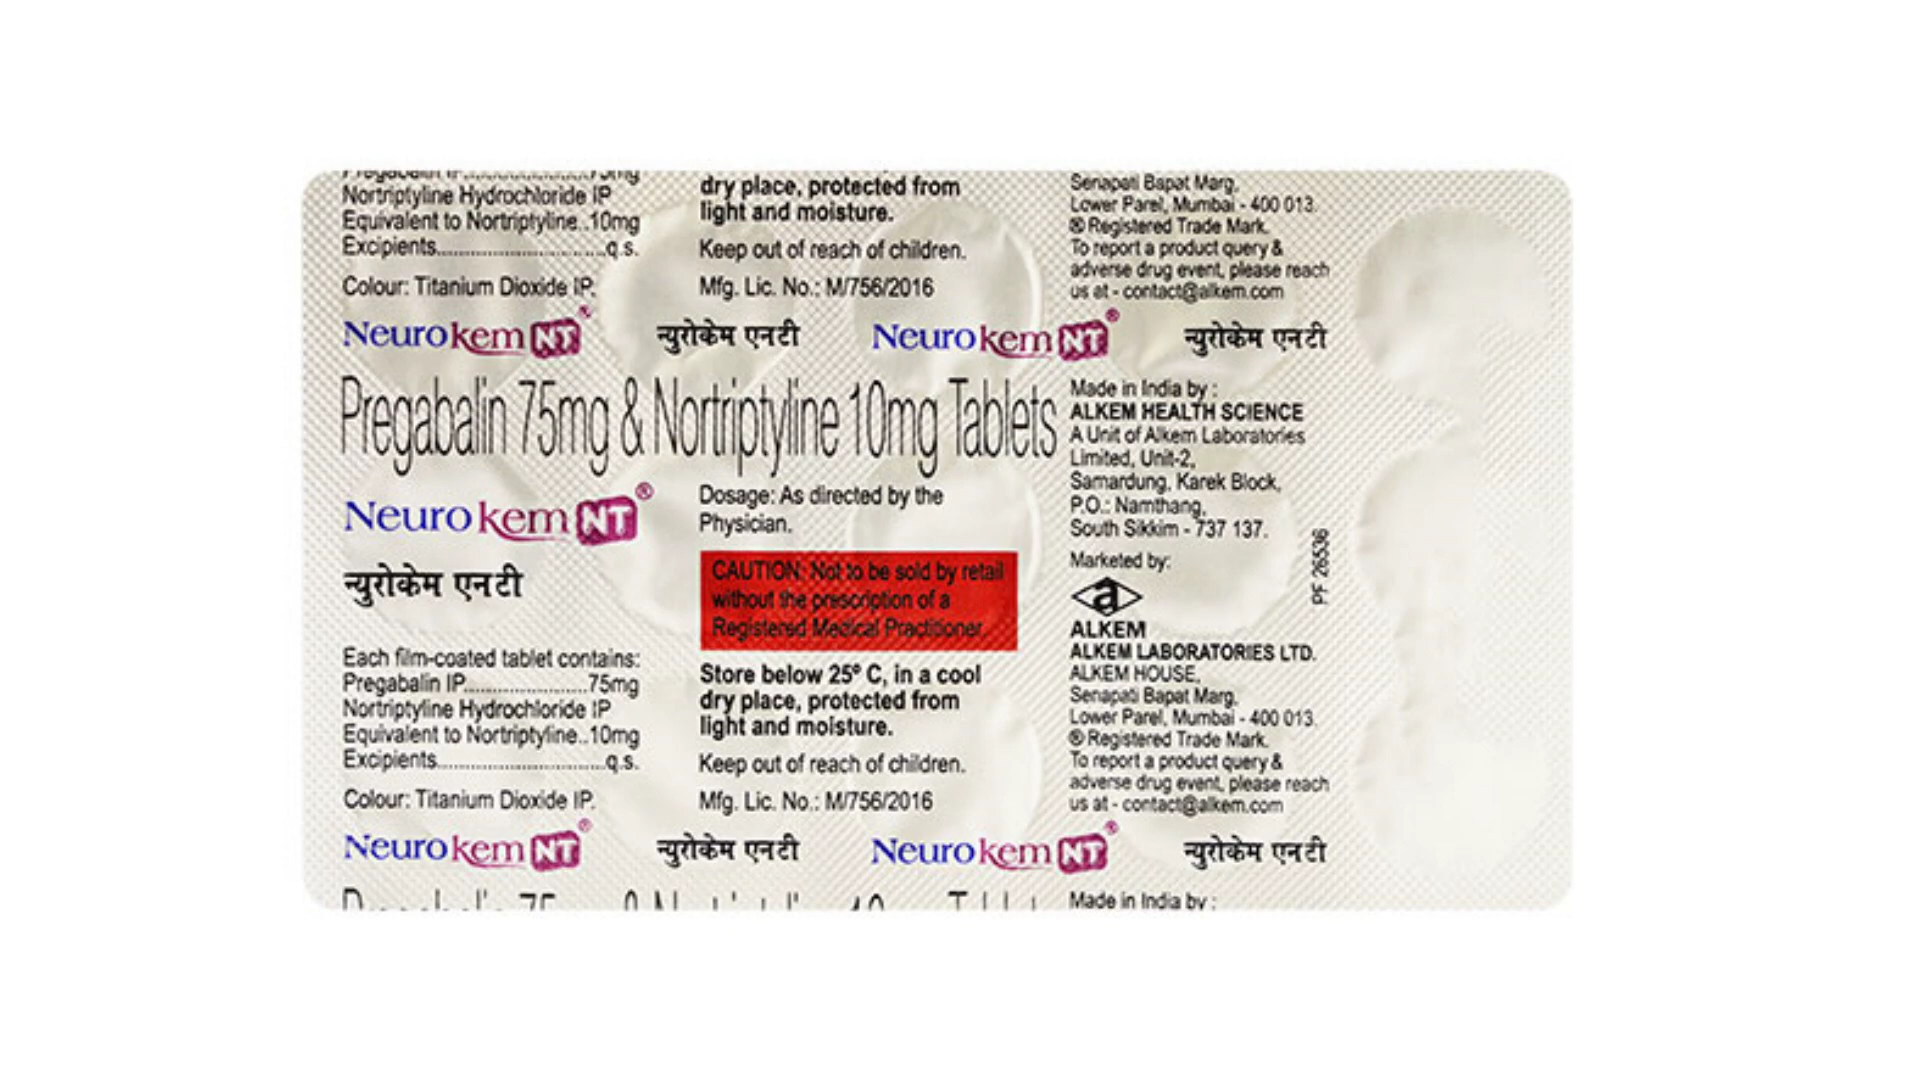 Pregabalin IP..........................75mg
Nortriptyline Hydrochloride IP
Equivalent to Nortriptyline..10mg
Excipients..................................q.s.
Colour: Titanium Dioxide IP.
dry place, protected from
light and moisture.
Keep out of reach of children.
Mfg. Lic. No.: M/756/2016
Senapati Bapat Marg,
Lower Parel, Mumbai - 400 013.
® Registered Trade Mark.
To report a product query &
adverse drug event, please reach
us at - contact@alkem.com
Neurokem NT® न्युरोकेम एनटी Neurokem NT® न्युरोकेम एनटी
Pregabalin 75mg & Nortriptyline 10mg Tablets
Neurokem NT®
न्युरोकेम एनटी
Each film-coated tablet contains:
Pregabalin IP.........................75mg
Nortriptyline Hydrochloride IP
Equivalent to Nortriptyline..10mg
Excipients..................................q.s.
Colour: Titanium Dioxide IP.
Dosage: As directed by the
Physician.
CAUTION: Not to be sold by retail
without the prescription of a
Registered Medical Practitioner.
Store below 25° C, in a cool
dry place, protected from
light and moisture.
Keep out of reach of children.
Mfg. Lic. No.: M/756/2016
Made in India by :
ALKEM HEALTH SCIENCE
A Unit of Alkem Laboratories
Limited, Unit-2,
Samardung, Karek Block,
P.O.: Namthang,
South Sikkim - 737 137.
Marketed by:
a
ALKEM
ALKEM LABORATORIES LTD.
ALKEM HOUSE,
Senapati Bapat Marg,
Lower Parel, Mumbai - 400 013.
® Registered Trade Mark.
To report a product query &
adverse drug event, please reach
us at - contact@alkem.com
PF 26536
Neurokem NT® न्युरोकेम एनटी Neurokem NT® न्युरोकेम एनटी
Made in India by :